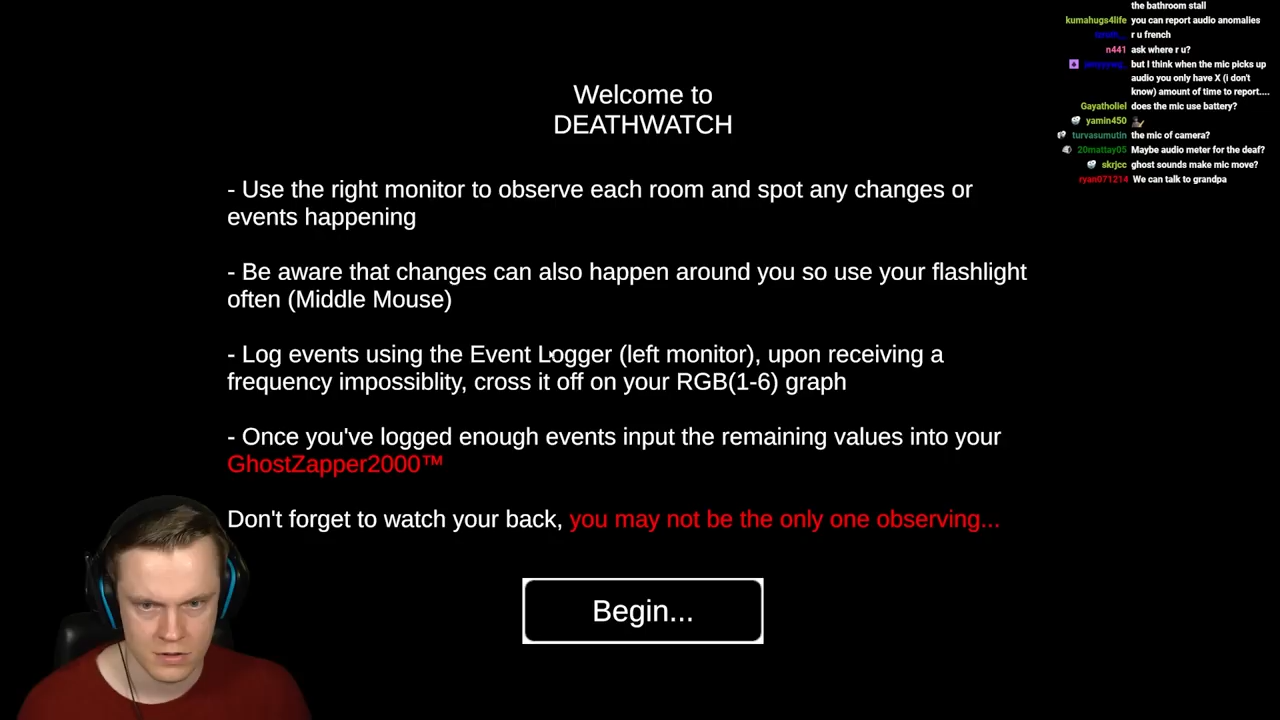 Welcome to
DEATHWATCH
- Use the right monitor to observe each room and spot any changes or
events happening
- Be aware that changes can also happen around you so use your flashlight
often (Middle Mouse)
- Log events using the Event Logger (left monitor), upon receiving a
frequency impossiblity, cross it off on your RGB(1-6) graph
- Once you've logged enough events input the remaining values into your
GhostZapper2000™
Don't forget to watch your back, you may not be the only one observing...
Begin...
the bathroom stall
kumahugs4life you can report audio anomalies
r u french
n441 ask where r u?
but I think when the mic picks up
audio you only have X (i don't
know) amount of time to report....
Gayatholiel does the mic use battery?
yamin450
turvasumutin the mic of camera?
20mattay05 Maybe audio meter for the deaf?
skrjcc ghost sounds make mic move?
ryan071214 We can talk to grandpa